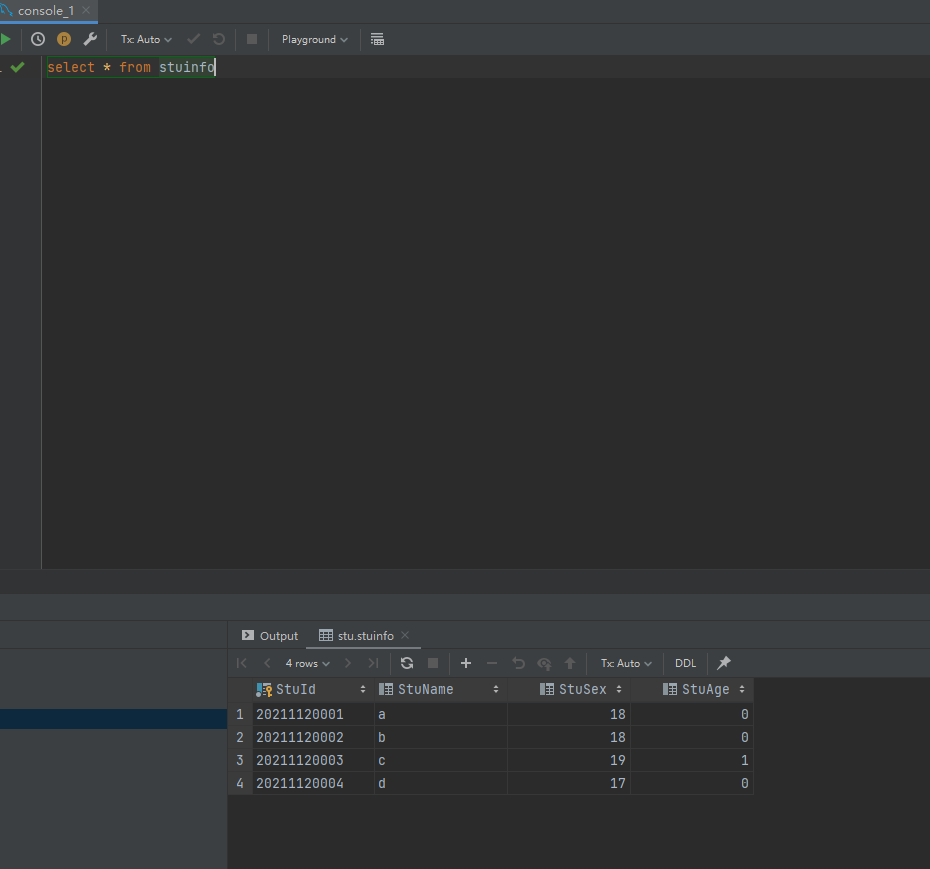 console_1
Tx: Auto Playground
select * from stuinfo
Output stu.stuinfo
4 rows Tx: Auto DDL
StuId StuName StuSex StuAge
1 20211120001 a 18 0
2 20211120002 b 18 0
3 20211120003 c 19 1
4 20211120004 d 17 0